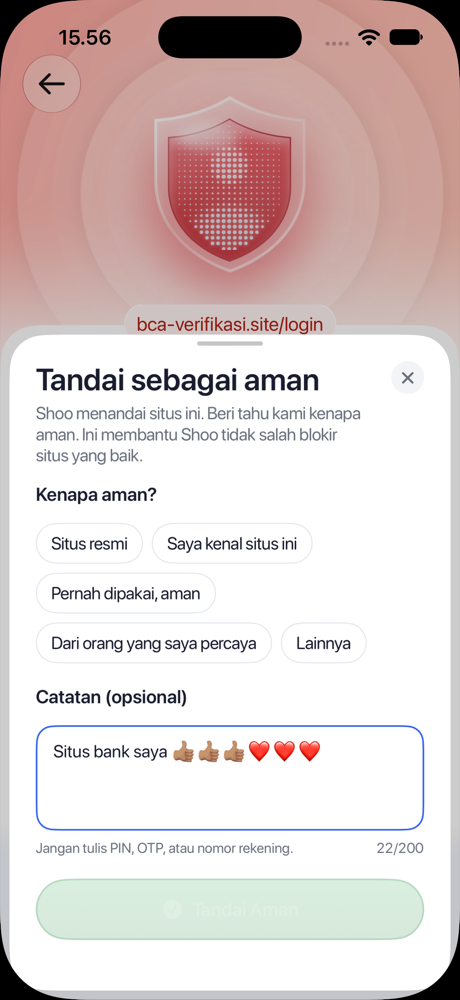 15.56
bca-verifikasi.site/login
Tandai sebagai aman
Shoo menandai situs ini. Beri tahu kami kenapa
aman. Ini membantu Shoo tidak salah blokir
situs yang baik.
Kenapa aman?
Situs resmi
Saya kenal situs ini
Pernah dipakai, aman
Dari orang yang saya percaya
Lainnya
Catatan (opsional)
Situs bank saya 👍🏽👍🏽👍🏽❤️❤️❤️
Jangan tulis PIN, OTP, atau nomor rekening.
22/200
Tandai Aman